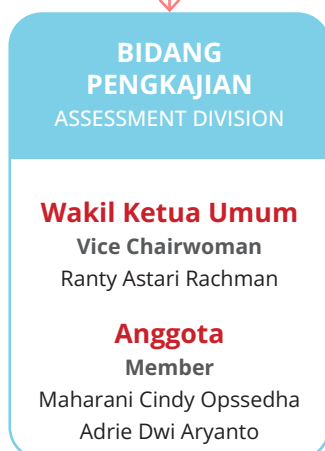 BIDANG
PENGKAJIAN
ASSESSMENT DIVISION
Wakil Ketua Umum
Vice Chairwoman
Ranty Astari Rachman
Anggota
Member
Maharani Cindy Opssedha
Adrie Dwi Aryanto